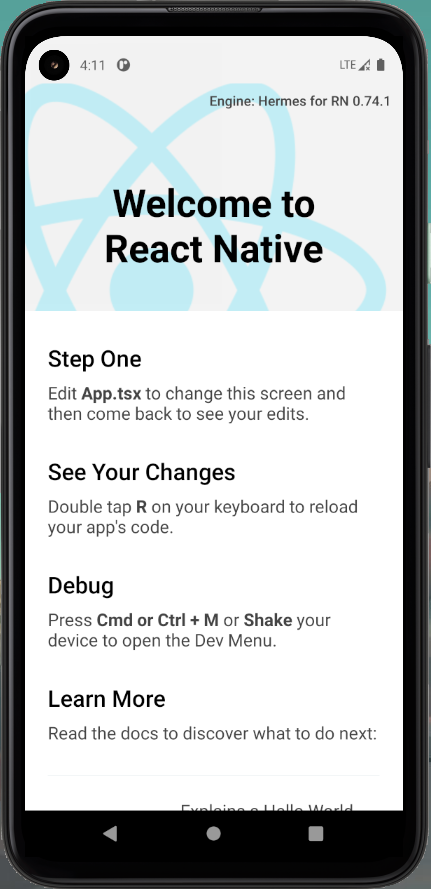 4:11
LTE
Engine: Hermes for RN 0.74.1
Welcome to
React Native
Step One
Edit App.tsx to change this screen and
then come back to see your edits.
See Your Changes
Double tap R on your keyboard to reload
your app's code.
Debug
Press Cmd or Ctrl + M or Shake your
device to open the Dev Menu.
Learn More
Read the docs to discover what to do next:
Explains a Hello World